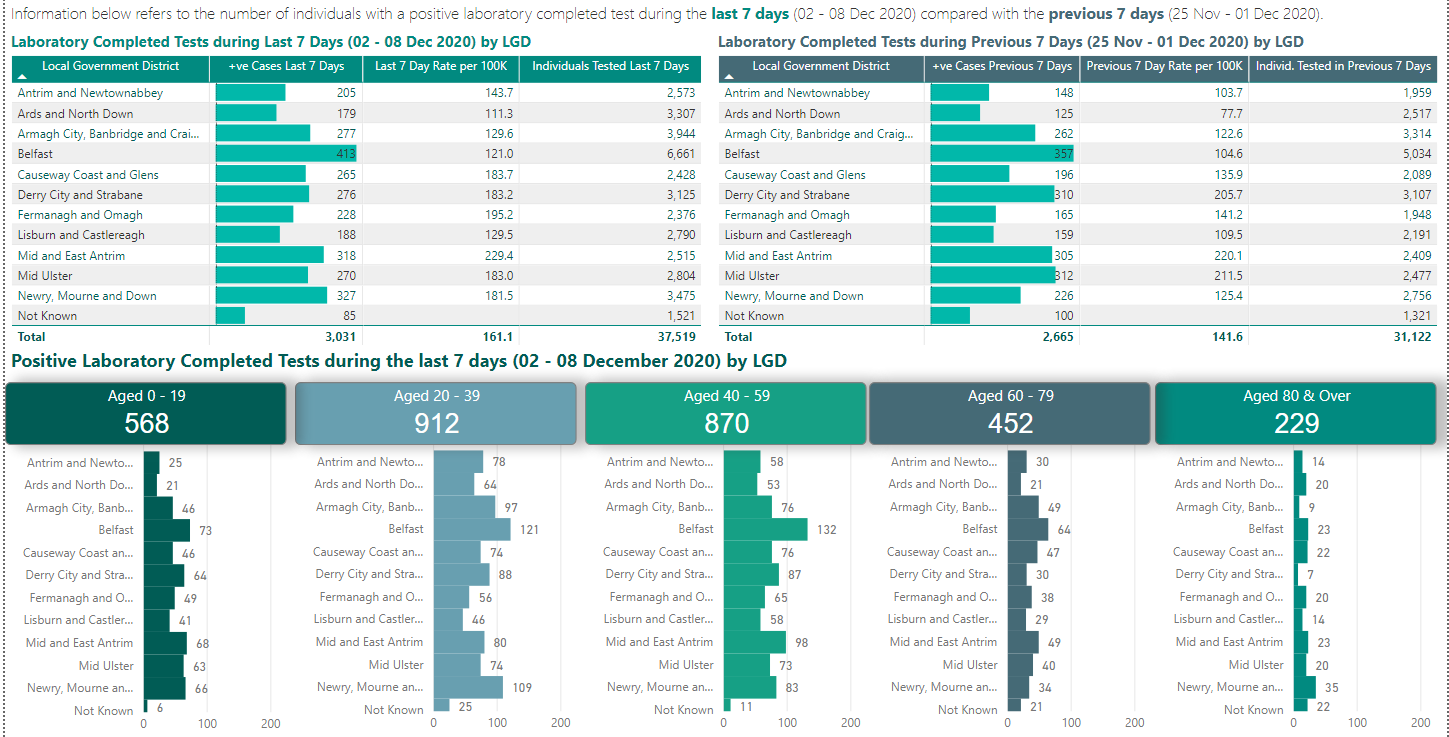 Information below refers to the number of individuals with a positive laboratory completed test during the last 7 days (02 - 08 Dec 2020) compared with the previous 7 days (25 Nov - 01 Dec 2020).
Laboratory Completed Tests during Last 7 Days (02 - 08 Dec 2020) by LGD
Local Government District +ve Cases Last 7 Days Last 7 Day Rate per 100K Individuals Tested Last 7 Days
Antrim and Newtownabbey 205 143.7 2,573
Ards and North Down 179 111.3 3,307
Armagh City, Banbridge and Crai... 277 129.6 3,944
Belfast 413 121.0 6,661
Causeway Coast and Glens 265 183.7 2,428
Derry City and Strabane 276 183.2 3,125
Fermanagh and Omagh 228 195.2 2,376
Lisburn and Castlereagh 188 129.5 2,790
Mid and East Antrim 318 229.4 2,515
Mid Ulster 270 183.0 2,804
Newry, Mourne and Down 327 181.5 3,475
Not Known 85 1,521
Total 3,031 161.1 37,519
Laboratory Completed Tests during Previous 7 Days (25 Nov - 01 Dec 2020) by LGD
Local Government District +ve Cases Previous 7 Days Previous 7 Day Rate per 100K Individ. Tested in Previous 7 Days
Antrim and Newtownabbey 148 103.7 1,959
Ards and North Down 125 77.7 2,517
Armagh City, Banbridge and Craig... 262 122.6 3,314
Belfast 357 104.6 5,034
Causeway Coast and Glens 196 135.9 2,089
Derry City and Strabane 310 205.7 3,107
Fermanagh and Omagh 165 141.2 1,948
Lisburn and Castlereagh 159 109.5 2,191
Mid and East Antrim 305 220.1 2,409
Mid Ulster 312 211.5 2,477
Newry, Mourne and Down 226 125.4 2,756
Not Known 100 1,321
Total 2,665 141.6 31,122
Positive Laboratory Completed Tests during the last 7 days (02 - 08 December 2020) by LGD
Aged 0 - 19
568
Antrim and Newto... 25
Ards and North Do... 21
Armagh City, Banb... 46
Belfast 73
Causeway Coast an... 46
Derry City and Stra... 64
Fermanagh and O... 49
Lisburn and Castler... 41
Mid and East Antrim 68
Mid Ulster 63
Newry, Mourne an... 66
Not Known 6
0 100 200
Aged 20 - 39
912
Antrim and Newto... 78
Ards and North Do... 64
Armagh City, Banb... 97
Belfast 121
Causeway Coast an... 74
Derry City and Stra... 88
Fermanagh and O... 56
Lisburn and Castler... 46
Mid and East Antrim 80
Mid Ulster 74
Newry, Mourne an... 109
Not Known 25
0 100 200
Aged 40 - 59
870
Antrim and Newto... 58
Ards and North Do... 53
Armagh City, Banb... 76
Belfast 132
Causeway Coast an... 76
Derry City and Stra... 87
Fermanagh and O... 65
Lisburn and Castler... 58
Mid and East Antrim 98
Mid Ulster 73
Newry, Mourne an... 83
Not Known 11
0 100 200
Aged 60 - 79
452
Antrim and Newto... 30
Ards and North Do... 21
Armagh City, Banb... 49
Belfast 64
Causeway Coast an... 47
Derry City and Stra... 30
Fermanagh and O... 38
Lisburn and Castler... 29
Mid and East Antrim 49
Mid Ulster 40
Newry, Mourne an... 34
Not Known 21
0 100 200
Aged 80 & Over
229
Antrim and Newto... 14
Ards and North Do... 20
Armagh City, Banb... 9
Belfast 23
Causeway Coast an... 22
Derry City and Stra... 7
Fermanagh and O... 20
Lisburn and Castler... 14
Mid and East Antrim 23
Mid Ulster 20
Newry, Mourne an... 35
Not Known 22
0 100 200